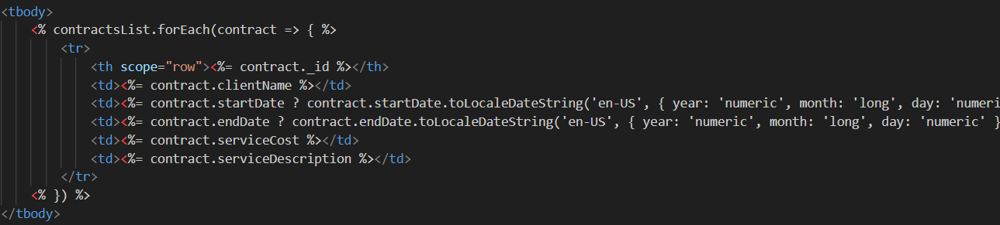 <tbody>
<% contractsList.forEach(contract => { %>
<tr>
<th scope="row"><%= contract._id %></th>
<td><%= contract.clientName %></td>
<td><%= contract.startDate ? contract.startDate.toLocaleDateString('en-US', { year: 'numeric', month: 'long', day: 'numeri
<td><%= contract.endDate ? contract.endDate.toLocaleDateString('en-US', { year: 'numeric', month: 'long', day: 'numeric' }
<td><%= contract.serviceCost %></td>
<td><%= contract.serviceDescription %></td>
</tr>
<% }) %>
</tbody>